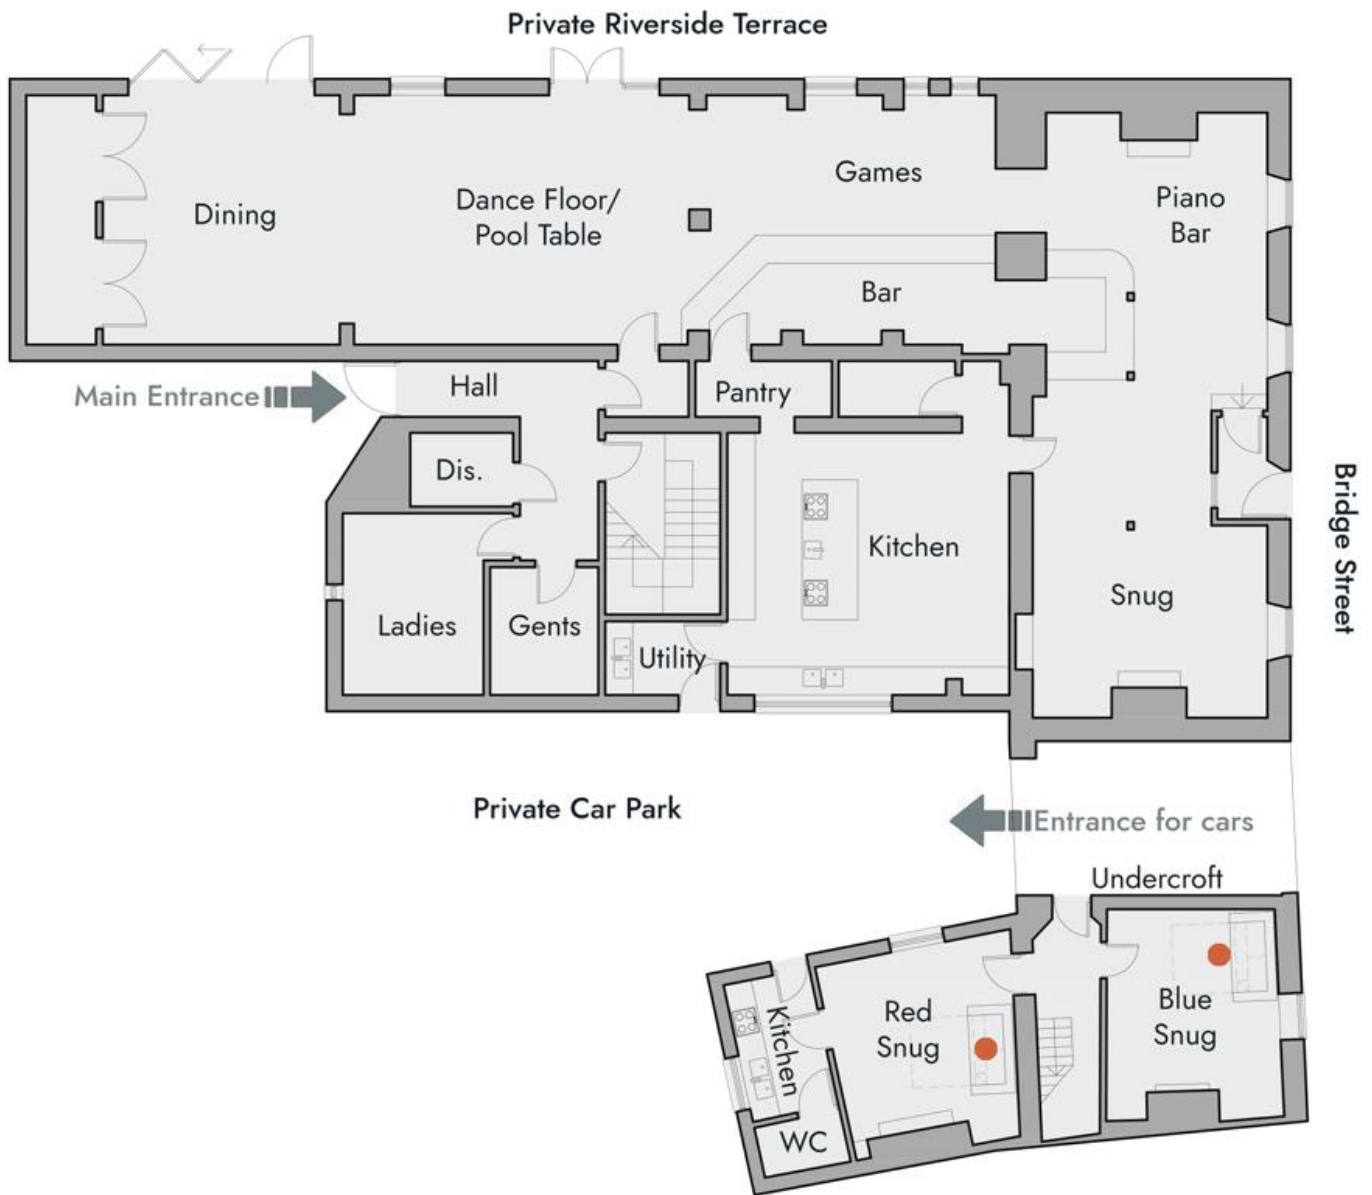 Private Riverside Terrace
Games
Dining
Dance Floor/
Pool Table
Piano
Bar
Bar
Main Entrance
Hall
Pantry
Dis.
Kitchen
Bridge Street
Snug
Ladies
Gents
Utility
Private Car Park
Entrance for cars
Undercroft
Red
Snug
Blue
Snug
Kitchen
WC